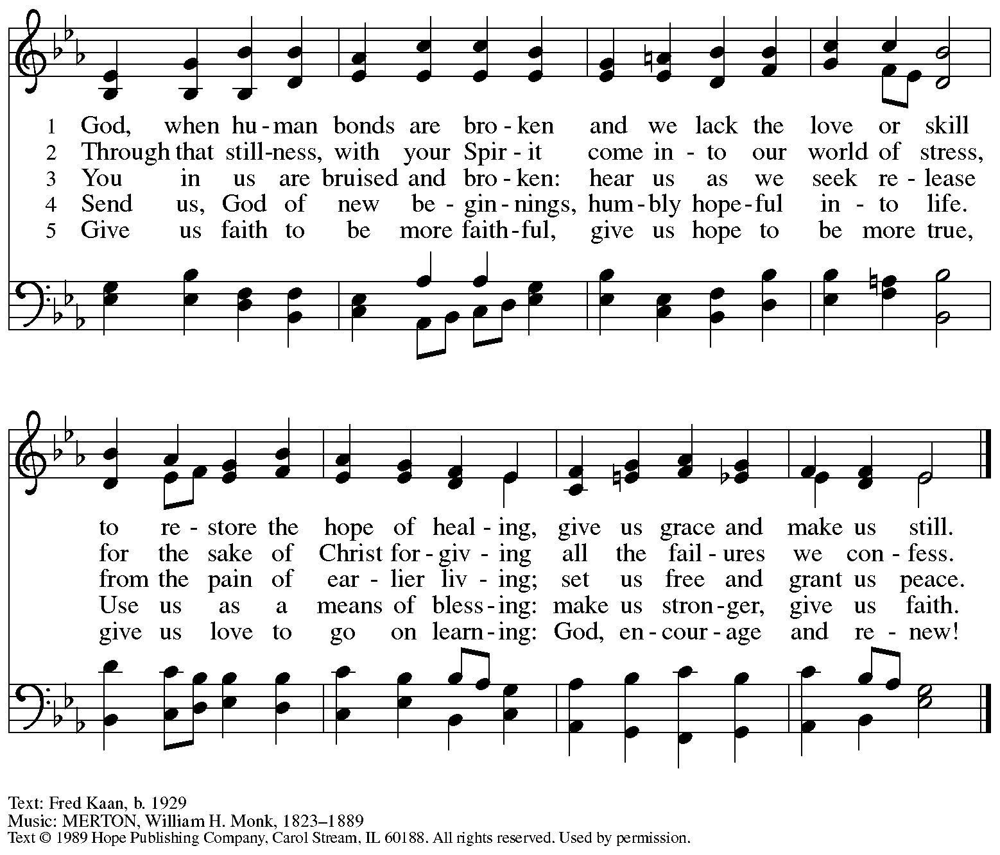 1 God, when hu - man bonds are bro - ken and we lack the love or skill
2 Through that still - ness, with your Spir - it come in - to our world of stress,
3 You in us are bruised and bro - ken: hear us as we seek re - lease
4 Send us, God of new be - gin - nings, hum - bly hope - ful in - to life.
5 Give us faith to be more faith - ful, give us hope to be more true,
to re - store the hope of heal - ing, give us grace and make us still.
for the sake of Christ for - giv - ing all the fail - ures we con - fess.
from the pain of ear - lier liv - ing; set us free and grant us peace.
Use us as a means of bless - ing: make us stron - ger, give us faith.
give us love to go on learn - ing: God, en - cour - age and re - new!
Text: Fred Kaan, b. 1929
Music: MERTON, William H. Monk, 1823–1889
Text © 1989 Hope Publishing Company, Carol Stream, IL 60188. All rights reserved. Used by permission.